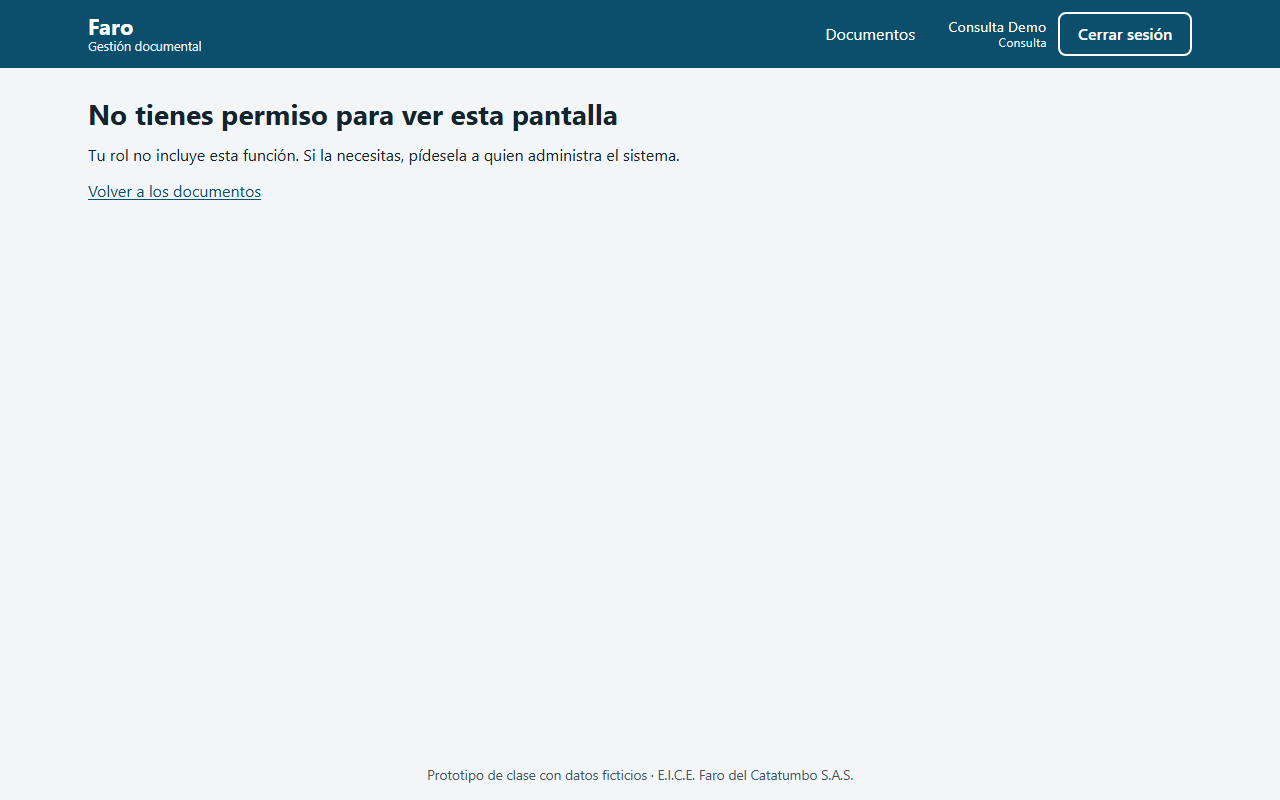 Faro
Gestión documental
Documentos
Consulta Demo
Consulta
Cerrar sesión
No tienes permiso para ver esta pantalla
Tu rol no incluye esta función. Si la necesitas, pídesela a quien administra el sistema.
Volver a los documentos
Prototipo de clase con datos ficticios · E.I.C.E. Faro del Catatumbo S.A.S.